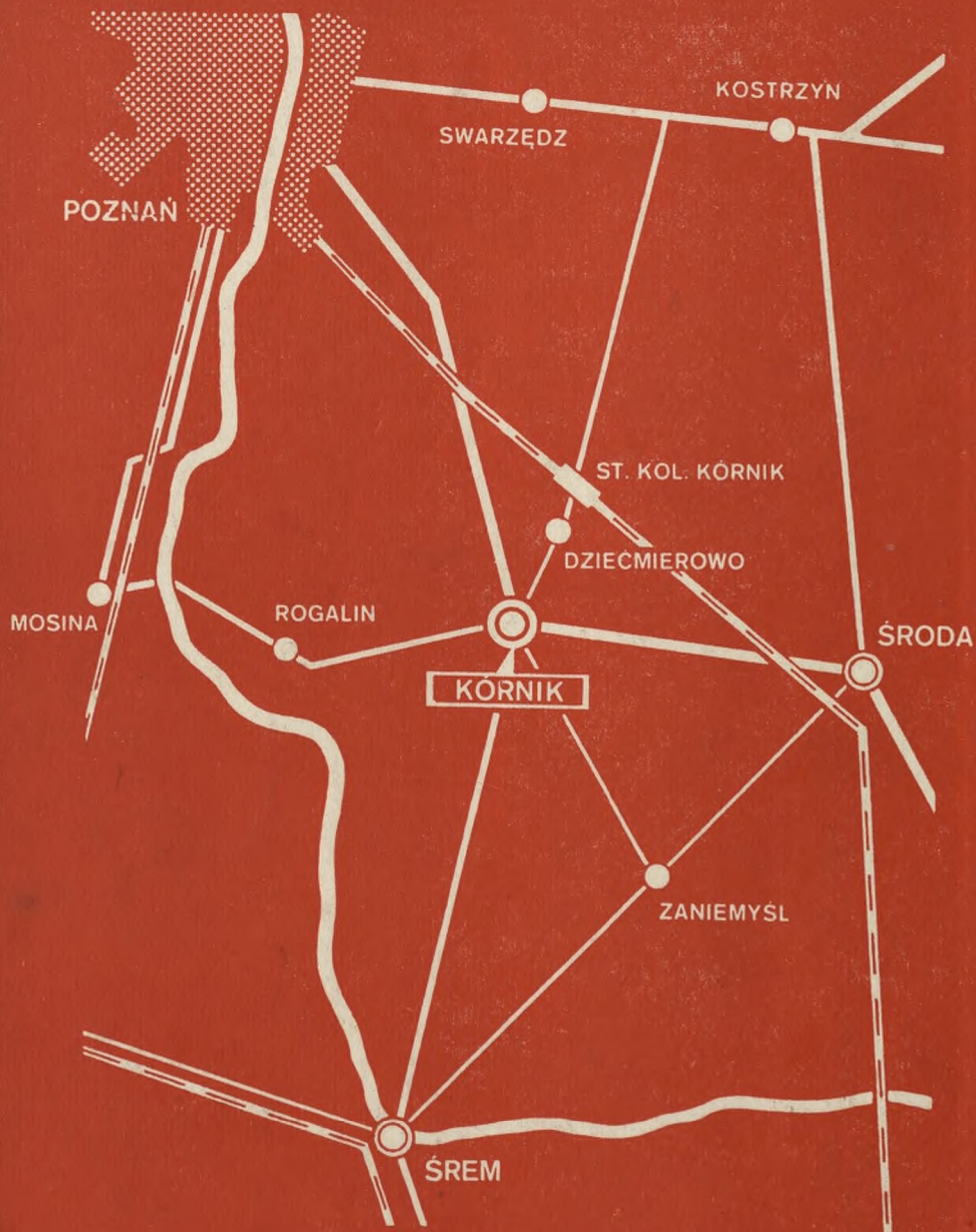 KOSTRZYN
SWARZĘDZ
POZNAŃ
ST. KOL. KÓRNIK
DZIEĆMIEROWO
ROGALIN
MOSINA
ŚRODA
KÓRNIK
ZANIEMYŚL
ŚREM